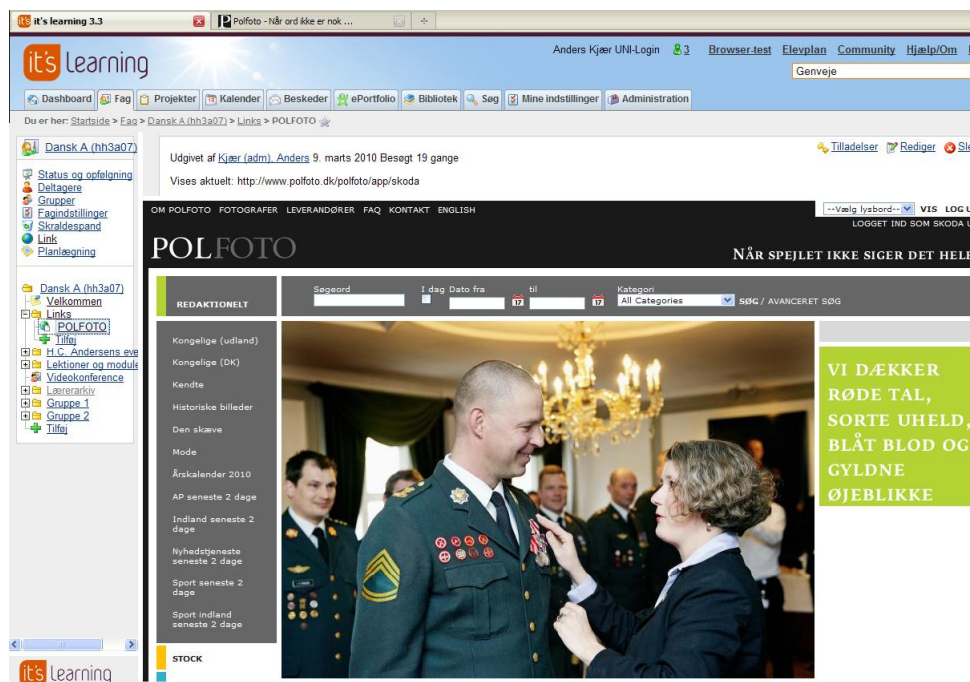 it's learning 3.3
Polfoto - Når ord ikke er nok ...
it's learning
Anders Kjær UNI-Login 3 Browser-test Elevplan Community Hjælp/Om
Genveje
Dashboard Fag Projekter Kalender Beskeder ePortfolio Bibliotek Søg Mine indstillinger Administration
Du er her: Startside > Fag > Dansk A (hh3a07) > Links > POLFOTO
Dansk A (hh3a07)
Status og opfølgning
Deltagere
Grupper
Fagindstillinger
Skraldespand
Link
Planlægning
Dansk A (hh3a07)
Velkommen
Links
POLFOTO
Tilføj
H.C. Andersens eve
Lektioner og module
Videokonference
Lærerarkiv
Gruppe 1
Gruppe 2
Tilføj
it's learning
Udgivet af Kjær (adm), Anders 9. marts 2010 Besøgt 19 gange
Tilladelser Rediger Sle
Vises aktuelt: http://www.polfoto.dk/polfoto/app/skoda
OM POLFOTO FOTOGRAFER LEVERANDØRER FAQ KONTAKT ENGLISH
--Vælg lysbord-- VIS LOG U
LOGGET IND SOM SKODA U
POLFOTO
NÅR SPEJLET IKKE SIGER DET HELE
REDAKTIONELT
Søgeord I dag Dato fra til Kategori
17 17 All Categories SØG / AVANCERET SØG
Kongelige (udland)
Kongelige (DK)
Kendte
Historiske billeder
Den skæve
Mode
Årskalender 2010
AP seneste 2 dage
Indland seneste 2
dage
Nyhedstjeneste
seneste 2 dage
Sport seneste 2
dage
Sport indland
seneste 2 dage
STOCK
VI DÆKKER
RØDE TAL,
SORTE UHELD,
BLÅT BLOD OG
GYLDNE
ØJEBLIKKE